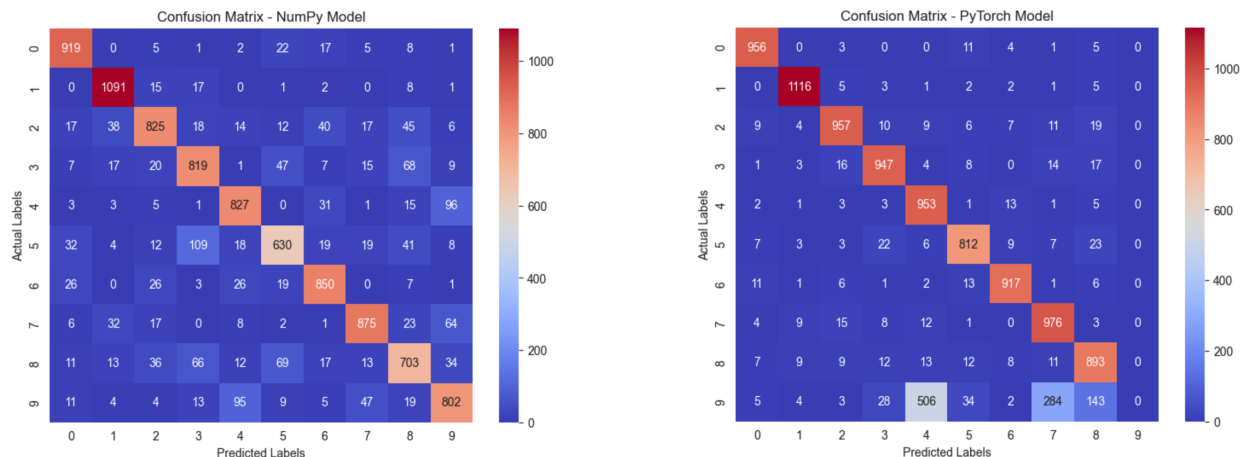 Confusion Matrix - NumPy Model
0 919 0 5 1 2 22 17 5 8 1
1 0 1091 15 17 0 1 2 0 8 1
2 17 38 825 18 14 12 40 17 45 6
3 7 17 20 819 1 47 7 15 68 9
4 3 3 5 1 827 0 31 1 15 96
5 32 4 12 109 18 630 19 19 41 8
6 26 0 26 3 26 19 850 0 7 1
7 6 32 17 0 8 2 1 875 23 64
8 11 13 36 66 12 69 17 13 703 34
9 11 4 4 13 95 9 5 47 19 802
0 1 2 3 4 5 6 7 8 9
Actual Labels
Predicted Labels
1000
800
600
400
200
0
Confusion Matrix - PyTorch Model
0 956 0 3 0 0 11 4 1 5 0
1 0 1116 5 3 1 2 2 1 5 0
2 9 4 957 10 9 6 7 11 19 0
3 1 3 16 947 4 8 0 14 17 0
4 2 1 3 3 953 1 13 1 5 0
5 7 3 3 22 6 812 9 7 23 0
6 11 1 6 1 2 13 917 1 6 0
7 4 9 15 8 12 1 0 976 3 0
8 7 9 9 12 13 12 8 11 893 0
9 5 4 3 28 506 34 2 284 143 0
0 1 2 3 4 5 6 7 8 9
Actual Labels
Predicted Labels
1000
800
600
400
200
0